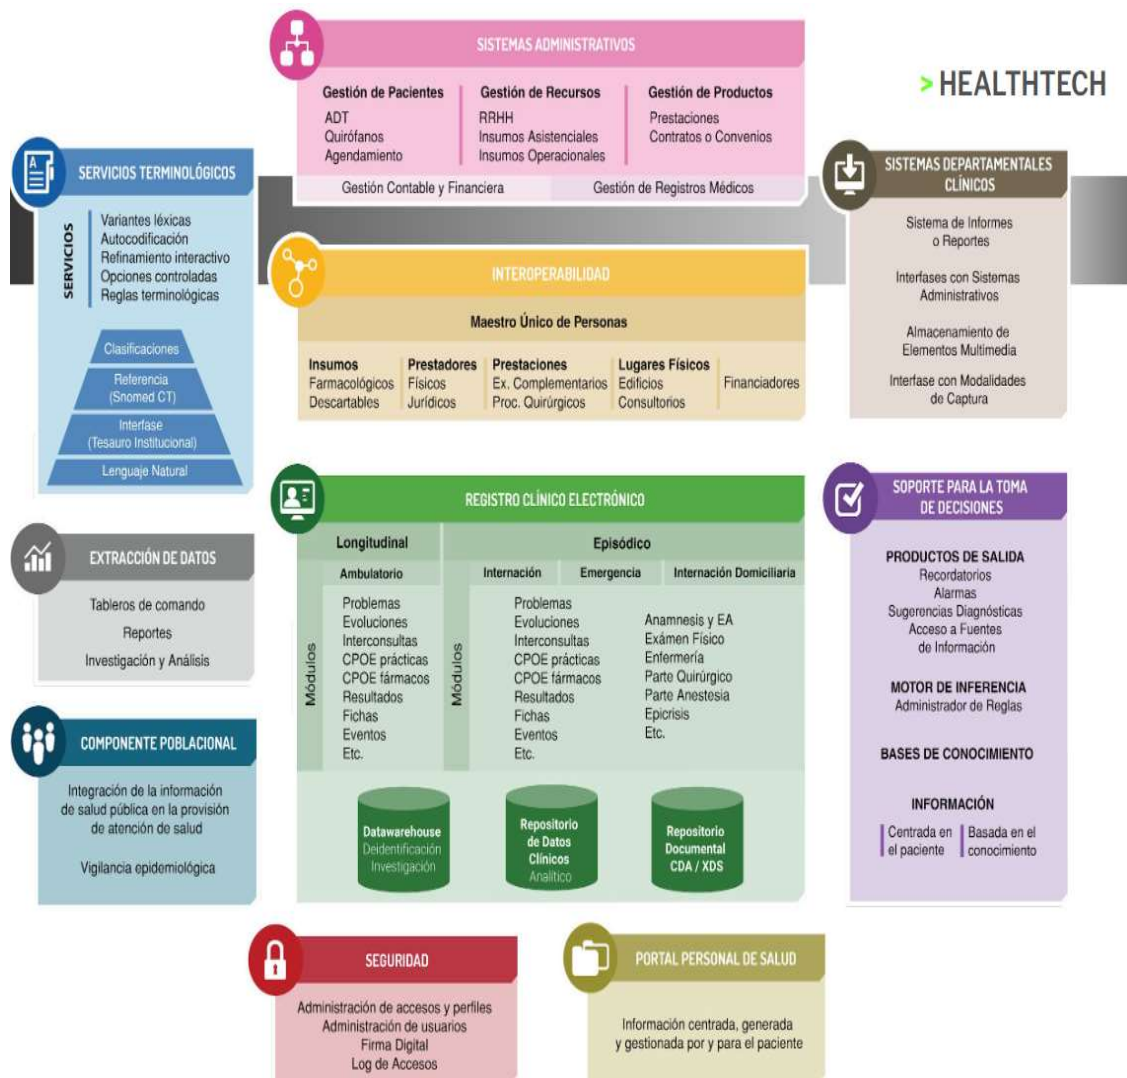 SISTEMAS ADMINISTRATIVOS
Gestión de Pacientes
ADT
Quirófanos
Agendamiento
Gestión de Recursos
RRHH
Insumos Asistenciales
Insumos Operacionales
Gestión de Productos
Prestaciones
Contratos o Convenios
Gestión Contable y Financiera
Gestión de Registros Médicos
> HEALTHTECH
A
SERVICIOS TERMINOLÓGICOS
SERVICIOS
Variantes léxicas
Autocodificación
Refinamiento interactivo
Opciones controladas
Reglas terminológicas
Clasificaciones
Referencia
(Snomed CT)
Interfase
(Tesauro Institucional)
Lenguaje Natural
INTEROPERABILIDAD
Maestro Único de Personas
Insumos
Farmacológicos
Descartables
Prestadores
Físicos
Jurídicos
Prestaciones
Ex. Complementarios
Proc. Quirúrgicos
Lugares Físicos
Edificios
Consultorios
Financiadores
SISTEMAS DEPARTAMENTALES
CLÍNICOS
Sistema de Informes
o Reportes
Interfases con Sistemas
Administrativos
Almacenamiento de
Elementos Multimedia
Interfase con Modalidades
de Captura
EXTRACCIÓN DE DATOS
Tableros de comando
Reportes
Investigación y Análisis
COMPONENTE POBLACIONAL
Integración de la información
de salud pública en la provisión
de atención de salud
Vigilancia epidemiológica
REGISTRO CLÍNICO ELECTRÓNICO
Longitudinal
Ambulatorio
Módulos
Problemas
Evoluciones
Interconsultas
CPOE prácticas
CPOE fármacos
Resultados
Fichas
Eventos
Etc.
Episódico
Internación
Emergencia
Internación Domiciliaria
Módulos
Problemas
Evoluciones
Interconsultas
CPOE prácticas
CPOE fármacos
Resultados
Fichas
Eventos
Etc.
Anamnesis y EA
Exámen Físico
Enfermería
Parte Quirúrgico
Parte Anestesia
Epicrisis
Etc.
Datawarehouse
Deidentificación
Investigación
Repositorio
de Datos
Clínicos
Analítico
Repositorio
Documental
CDA / XDS
SOPORTE PARA LA TOMA
DE DECISIONES
PRODUCTOS DE SALIDA
Recordatorios
Alarmas
Sugerencias Diagnósticas
Acceso a Fuentes
de Información
MOTOR DE INFERENCIA
Administrador de Reglas
BASES DE CONOCIMIENTO
INFORMACIÓN
Centrada en
el paciente
Basada en el
conocimiento
SEGURIDAD
Administración de accesos y perfiles
Administración de usuarios
Firma Digital
Log de Accesos
PORTAL PERSONAL DE SALUD
Información centrada, generada
y gestionada por y para el paciente